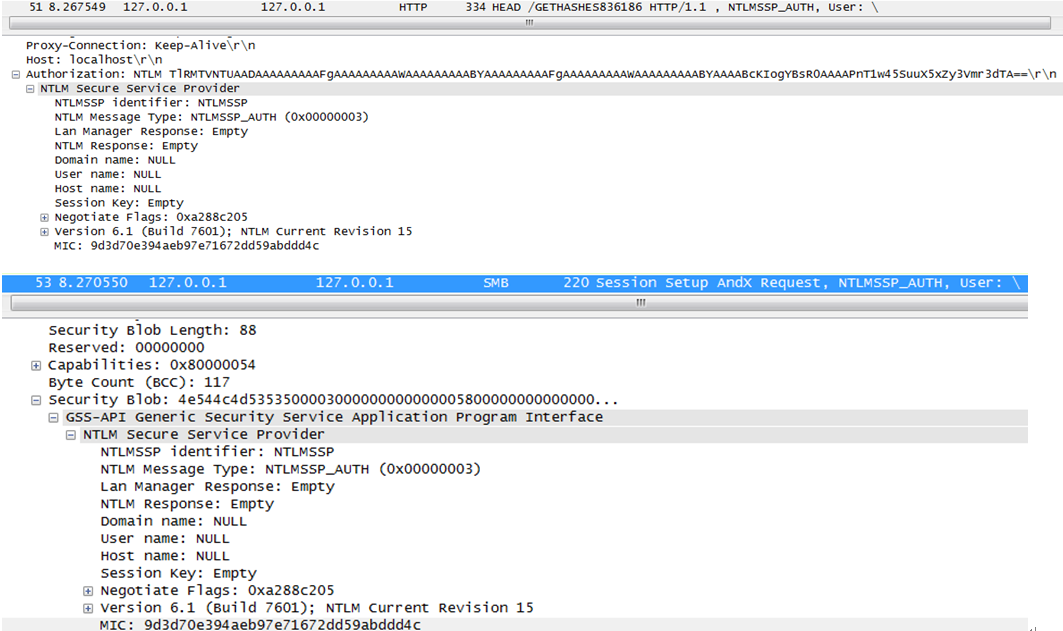 51 8.267549 127.0.0.1 127.0.0.1 HTTP 334 HEAD /GETHASHES836186 HTTP/1.1 , NTLMSSP_AUTH, User: \
Proxy-Connection: Keep-Alive\r\n
Host: localhost\r\n
Authorization: NTLM TlRMTVNTUAADAAAAAAAAAFgAAAAAAAAAWAAAAAAAAABYAAAAAAAAAFgAAAAAAAAAWAAAAAAAAABYAAAABcKIogYBsR0AAAAPnT1w45SuuX5xZy3Vmr3dTA==\r\n
NTLM Secure Service Provider
NTLMSSP identifier: NTLMSSP
NTLM Message Type: NTLMSSP_AUTH (0x00000003)
Lan Manager Response: Empty
NTLM Response: Empty
Domain name: NULL
User name: NULL
Host name: NULL
Session Key: Empty
Negotiate Flags: 0xa288c205
Version 6.1 (Build 7601); NTLM Current Revision 15
MIC: 9d3d70e394aeb97e71672dd59abddd4c
53 8.270550 127.0.0.1 127.0.0.1 SMB 220 Session Setup AndX Request, NTLMSSP_AUTH, User: \
Security Blob Length: 88
Reserved: 00000000
Capabilities: 0x80000054
Byte Count (BCC): 117
Security Blob: 4e544c4d53535000030000000000000058000000000000000...
GSS-API Generic Security Service Application Program Interface
NTLM Secure Service Provider
NTLMSSP identifier: NTLMSSP
NTLM Message Type: NTLMSSP_AUTH (0x00000003)
Lan Manager Response: Empty
NTLM Response: Empty
Domain name: NULL
User name: NULL
Host name: NULL
Session Key: Empty
Negotiate Flags: 0xa288c205
Version 6.1 (Build 7601); NTLM Current Revision 15
MIC: 9d3d70e394aeb97e71672dd59abddd4c